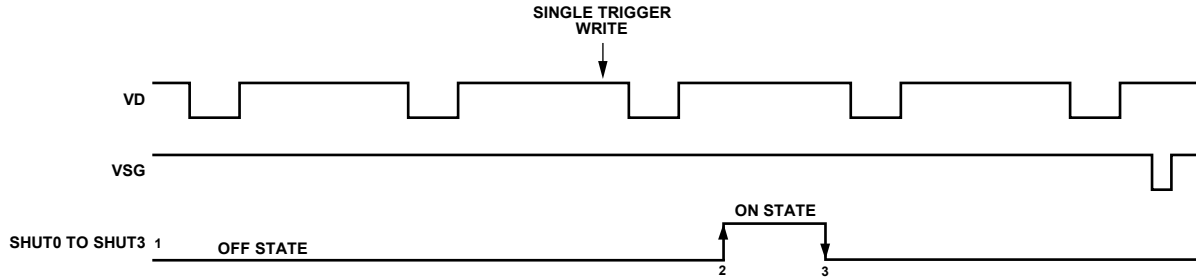 SINGLE TRIGGER
WRITE
VD
VSG
ON STATE
SHUT0 TO SHUT3 1
OFF STATE
2
3